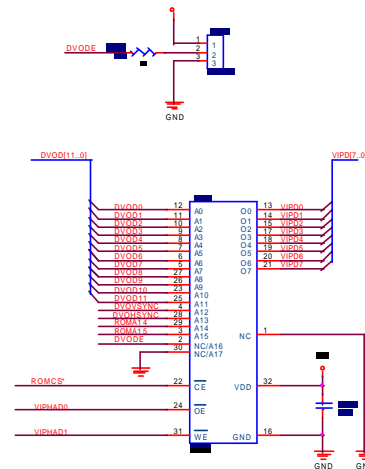 1
DVODE 2
3
1
2
3
GND
DVOD[11..0] VIPD[7..0
DVOD0 12 A0 O0 13 VIPD0
DVOD1 11 A1 O1 14 VIPD1
DVOD2 10 A2 O2 15 VIPD2
DVOD3 9 A3 O3 17 VIPD3
DVOD4 8 A4 O4 18 VIPD4
DVOD5 7 A5 O5 19 VIPD5
DVOD6 6 A6 O6 20 VIPD6
DVOD7 5 A7 O7 21 VIPD7
DVOD8 27 A8
DVOD9 26 A9
DVOD10 23 A10
DVOD11 25 A11
DVOVSYNC 4 A12
DVOHSYNC 28 A13
ROMA14 29 A14
ROMA15 3 A15 NC 1
DVODE 2 NC/A16
30 NC/A17
ROMCS* 22 CE VDD 32
VIPHAD0 24 OE
VIPHAD1 31 WE GND 16
GND